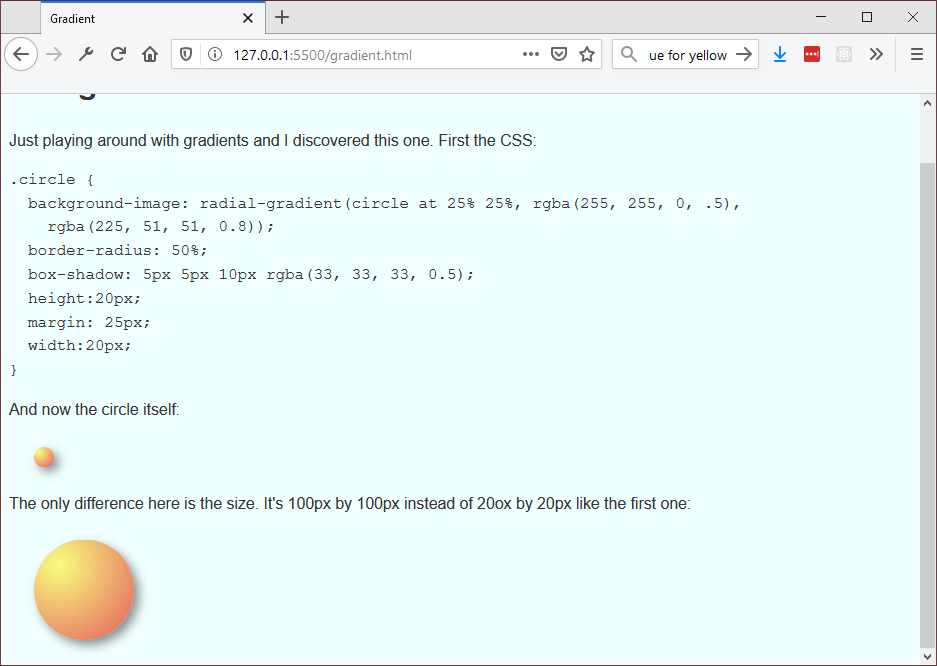 Gradient
127.0.0.1:5500/gradient.html
ue for yellow
Just playing around with gradients and I discovered this one. First the CSS:
.circle {
background-image: radial-gradient(circle at 25% 25%, rgba(255, 255, 0, .5),
rgba(225, 51, 51, 0.8));
border-radius: 50%;
box-shadow: 5px 5px 10px rgba(33, 33, 33, 0.5);
height:20px;
margin: 25px;
width:20px;
}
And now the circle itself:
The only difference here is the size. It's 100px by 100px instead of 20ox by 20px like the first one: